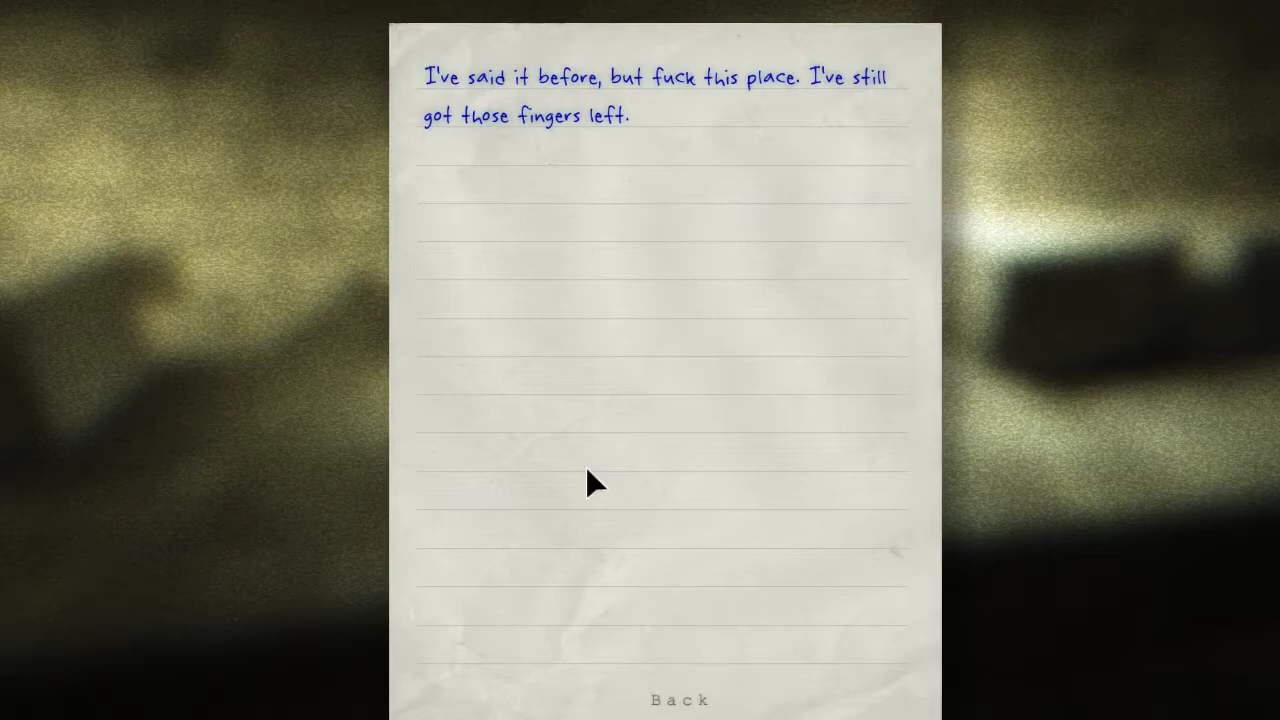 I've said it before, but fuck this place. I've still
got those fingers left.
Back